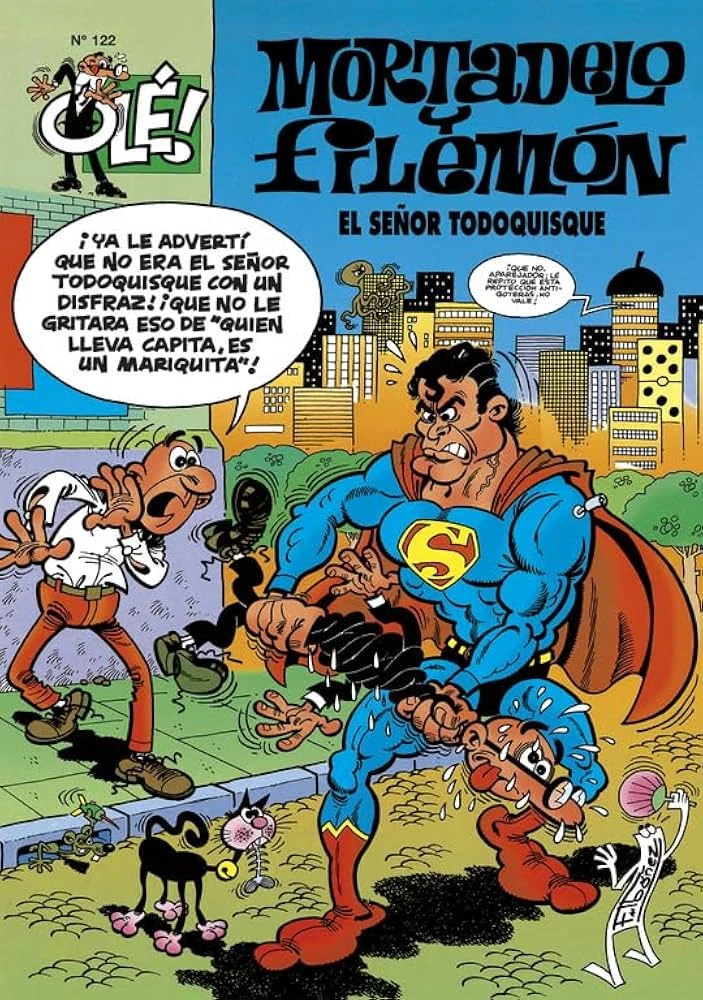 Nº 122
OLÉ!
MORTADELO
Y
FILEMÓN
EL SEÑOR TODOQUISQUE
¡YA LE ADVERTÍ
QUE NO ERA EL SEÑOR
TODOQUISQUE CON UN
DISFRAZ! ¡QUE NO LE
GRITARA ESO DE "QUIEN
LLEVA CAPITA, ES
UN MARIQUITA"!
¡QUE NO,
APAREJADOR; LE
REPITO QUE ESTA
PROTECCIÓN ANTI-
GOTERAS, NO
VALE!
S
F. Ibáñez